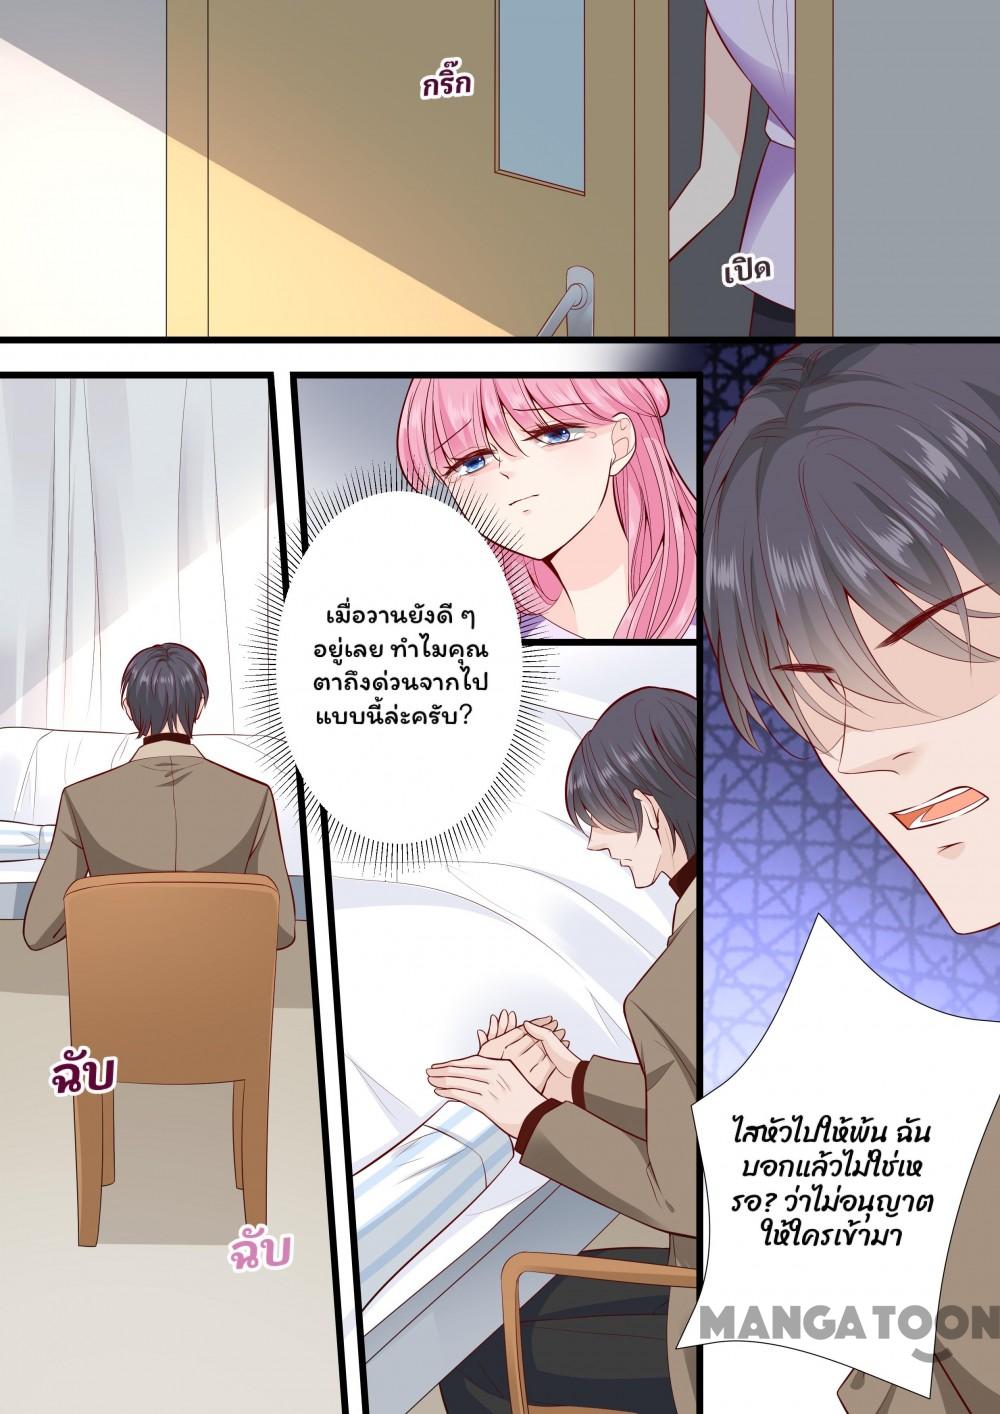 กริ๊ก
เปิด
เมื่อวานยังดี ๆ
อยู่เลย ทำไมคุณ
ตาถึงด่วนจากไป
แบบนี้ล่ะครับ?
ฉับ
ฉับ
ไสหัวไปให้พ้น ฉัน
บอกแล้วไม่ใช่เห
รอ? ว่าไม่อนุญาต
ให้ใครเข้ามา
MANGATOON